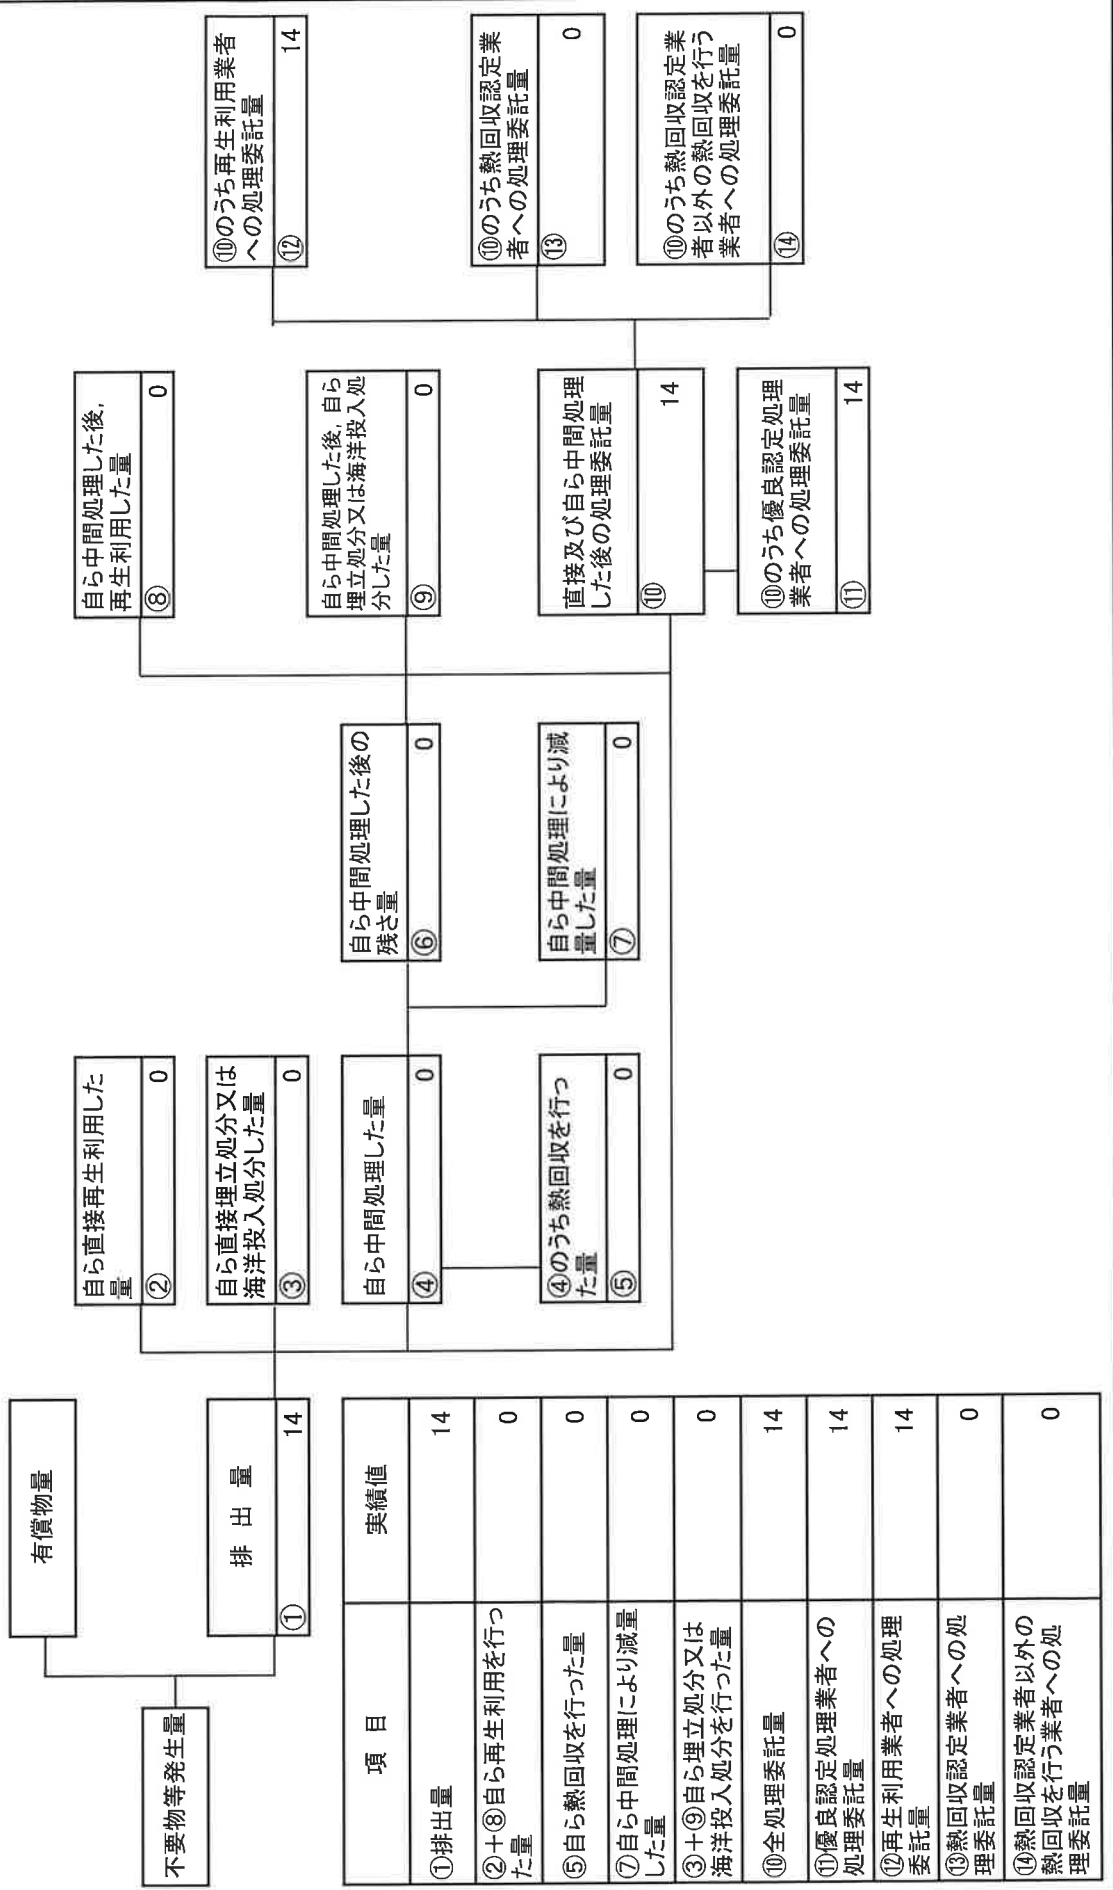 不要物等発生量
有償物量
排 出 量
① 14
自ら直接再生利用した
量
② 0
自ら直接埋立処分又は
海洋投入処分した量
③ 0
自ら中間処理した量
④ 0
④のうち熱回収を行っ
た量
⑤ 0
自ら中間処理した後の
残さ量
⑥ 0
自ら中間処理により減
量した量
⑦ 0
自ら中間処理した後,
再生利用した量
⑧ 0
自ら中間処理した後,自ら
埋立処分又は海洋投入処
分した量
⑨ 0
直接及び自ら中間処理
した後の処理委託量
⑩ 14
⑩のうち優良認定処理
業者への処理委託量
⑪ 14
⑩のうち再生利用業者
への処理委託量
⑫ 14
⑩のうち熱回収認定業
者への処理委託量
⑬ 0
⑩のうち熱回収認定業
者以外の熱回収を行う
業者への処理委託量
⑭ 0
項 目 実績値
①排出量 14
②+⑧自ら再生利用を行っ
た量 0
⑤自ら熱回収を行った量 0
⑦自ら中間処理により減量
した量 0
③+⑨自ら埋立処分又は
海洋投入処分を行った量 0
⑩全処理委託量 14
⑪優良認定処理業者への
処理委託量 14
⑫再生利用業者への処理
委託量 14
⑬熱回収認定業者への処
理委託量 0
⑭熱回収認定業者以外の
熱回収を行う業者への処
理委託量 0